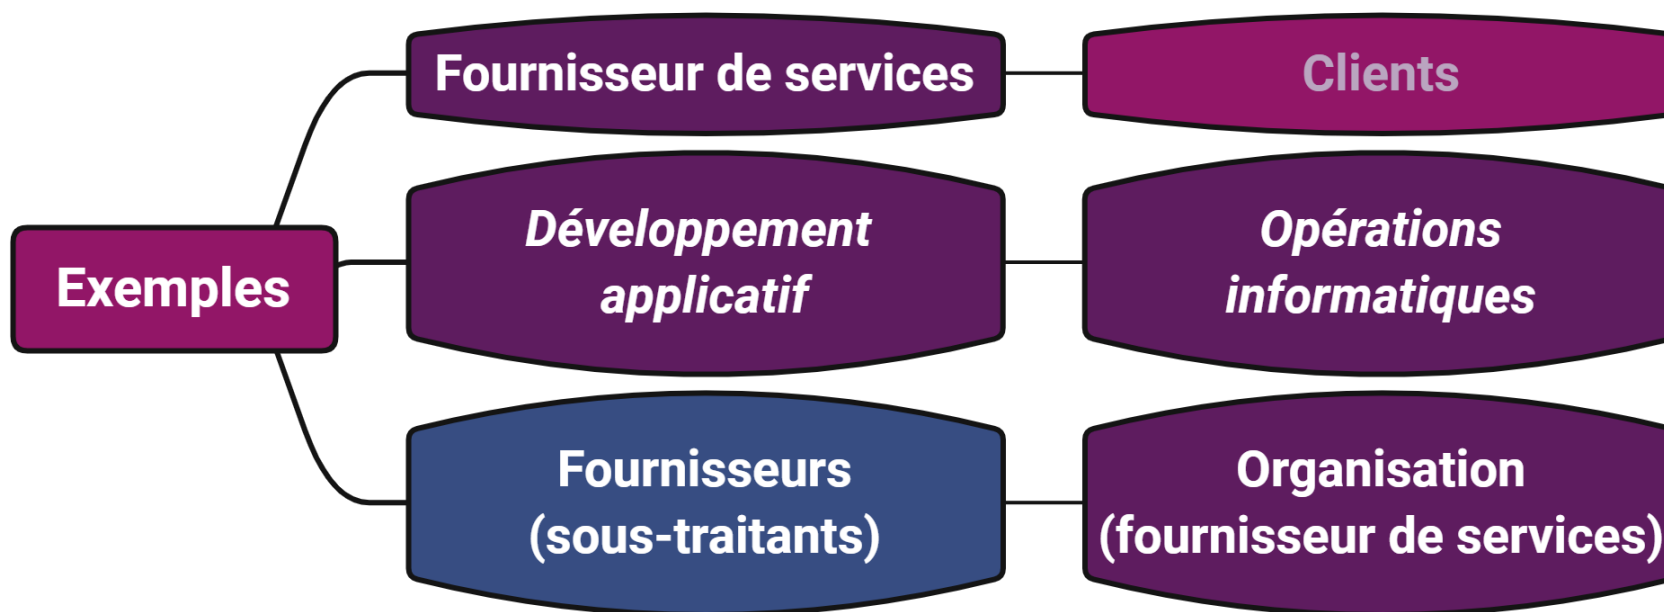 Fournisseur de services
Clients
Exemples
Développement
applicatif
Opérations
informatiques
Fournisseurs
(sous-traitants)
Organisation
(fournisseur de services)